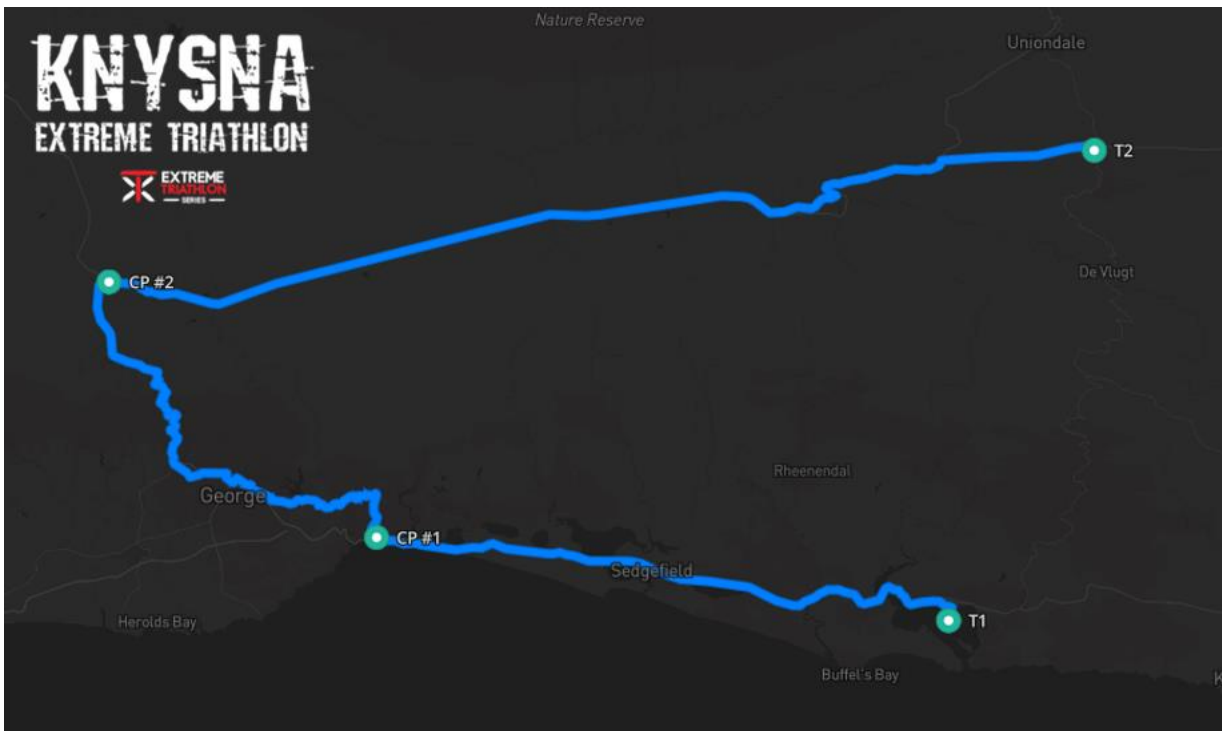 Nature Reserve
KNYSNA
EXTREME TRIATHLON
EXTREME
TRIATHLON
SERIES
Uniondale
T2
De Vlugt
CP #2
Rheenendal
George
CP #1
Sedgefield
Herolds Bay
T1
Buffel's Bay
K